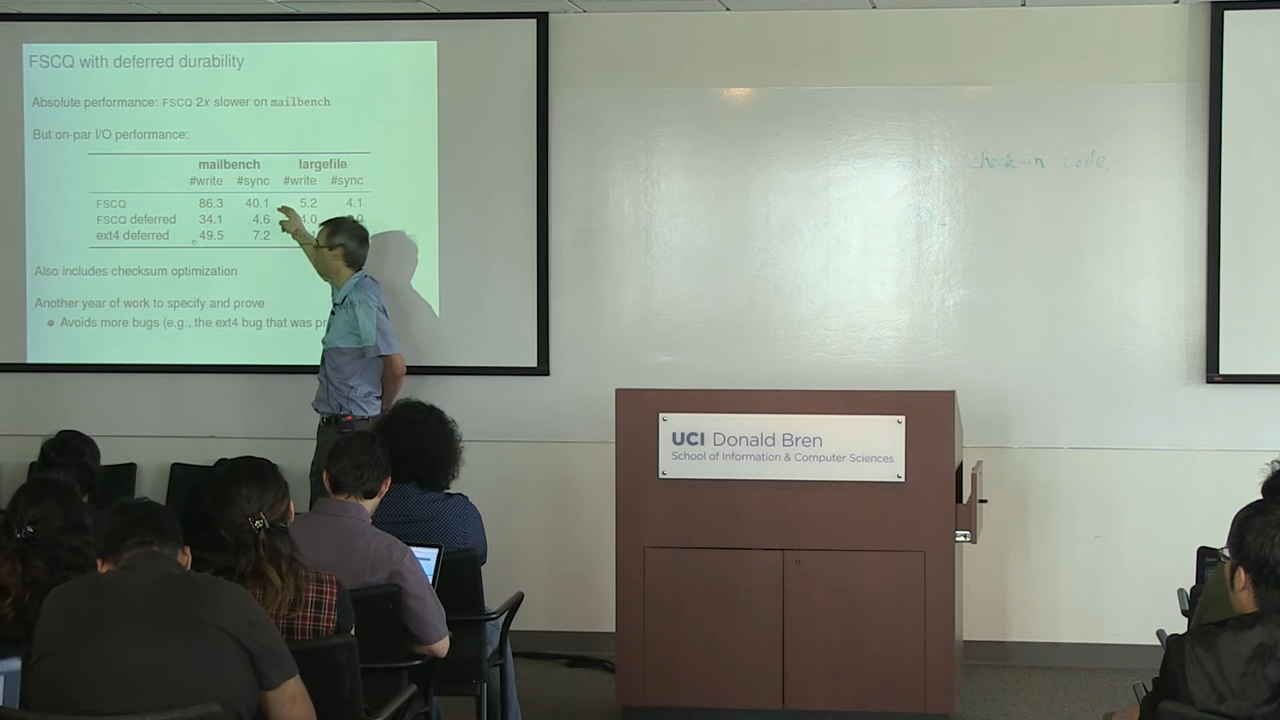 FSCQ with deferred durability
Absolute performance: FSCQ 2x slower on mailbench
But on-par I/O performance:
mailbench largefile
#write #sync #write #sync
FSCQ 86.3 40.1 5.2 4.1
FSCQ deferred 34.1 4.6
ext4 deferred 49.5 7.2
Also includes checksum optimization
Another year of work to specify and prove
Avoids more bugs (e.g., the ext4 bug that was
check-in code.
UCI Donald Bren
School of Information & Computer Sciences